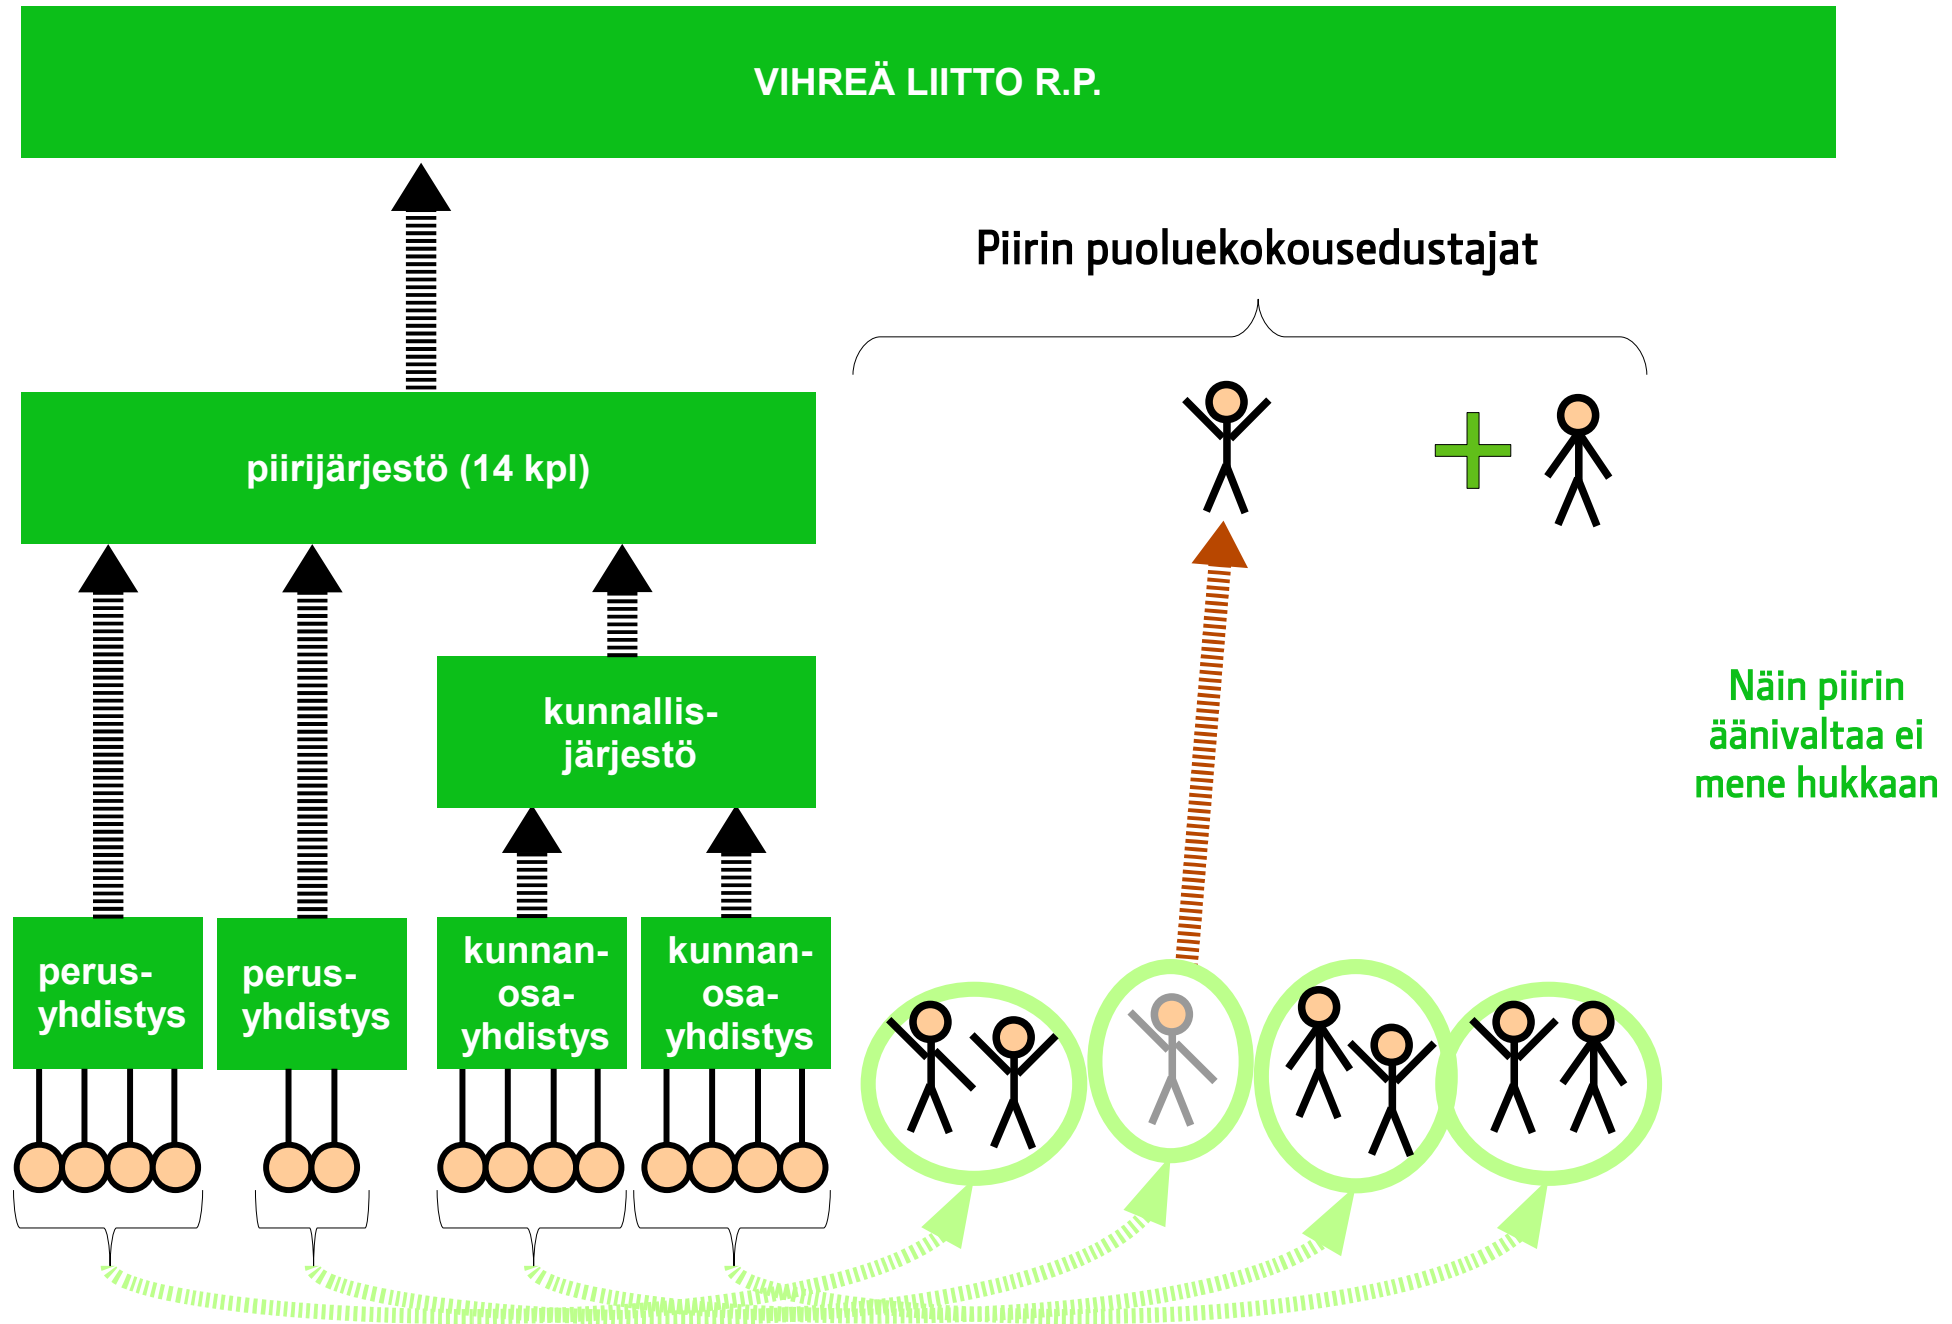 VIHREÄ LIITTO R.P.
Piirin puoluekokousedustajat
piirijärjestö (14 kpl)
kunnallis-
järjestö
Näin piirin
äänivaltaa ei
mene hukkaan
perus-
yhdistys
perus-
yhdistys
kunnan-
osa-
yhdistys
kunnan-
osa-
yhdistys